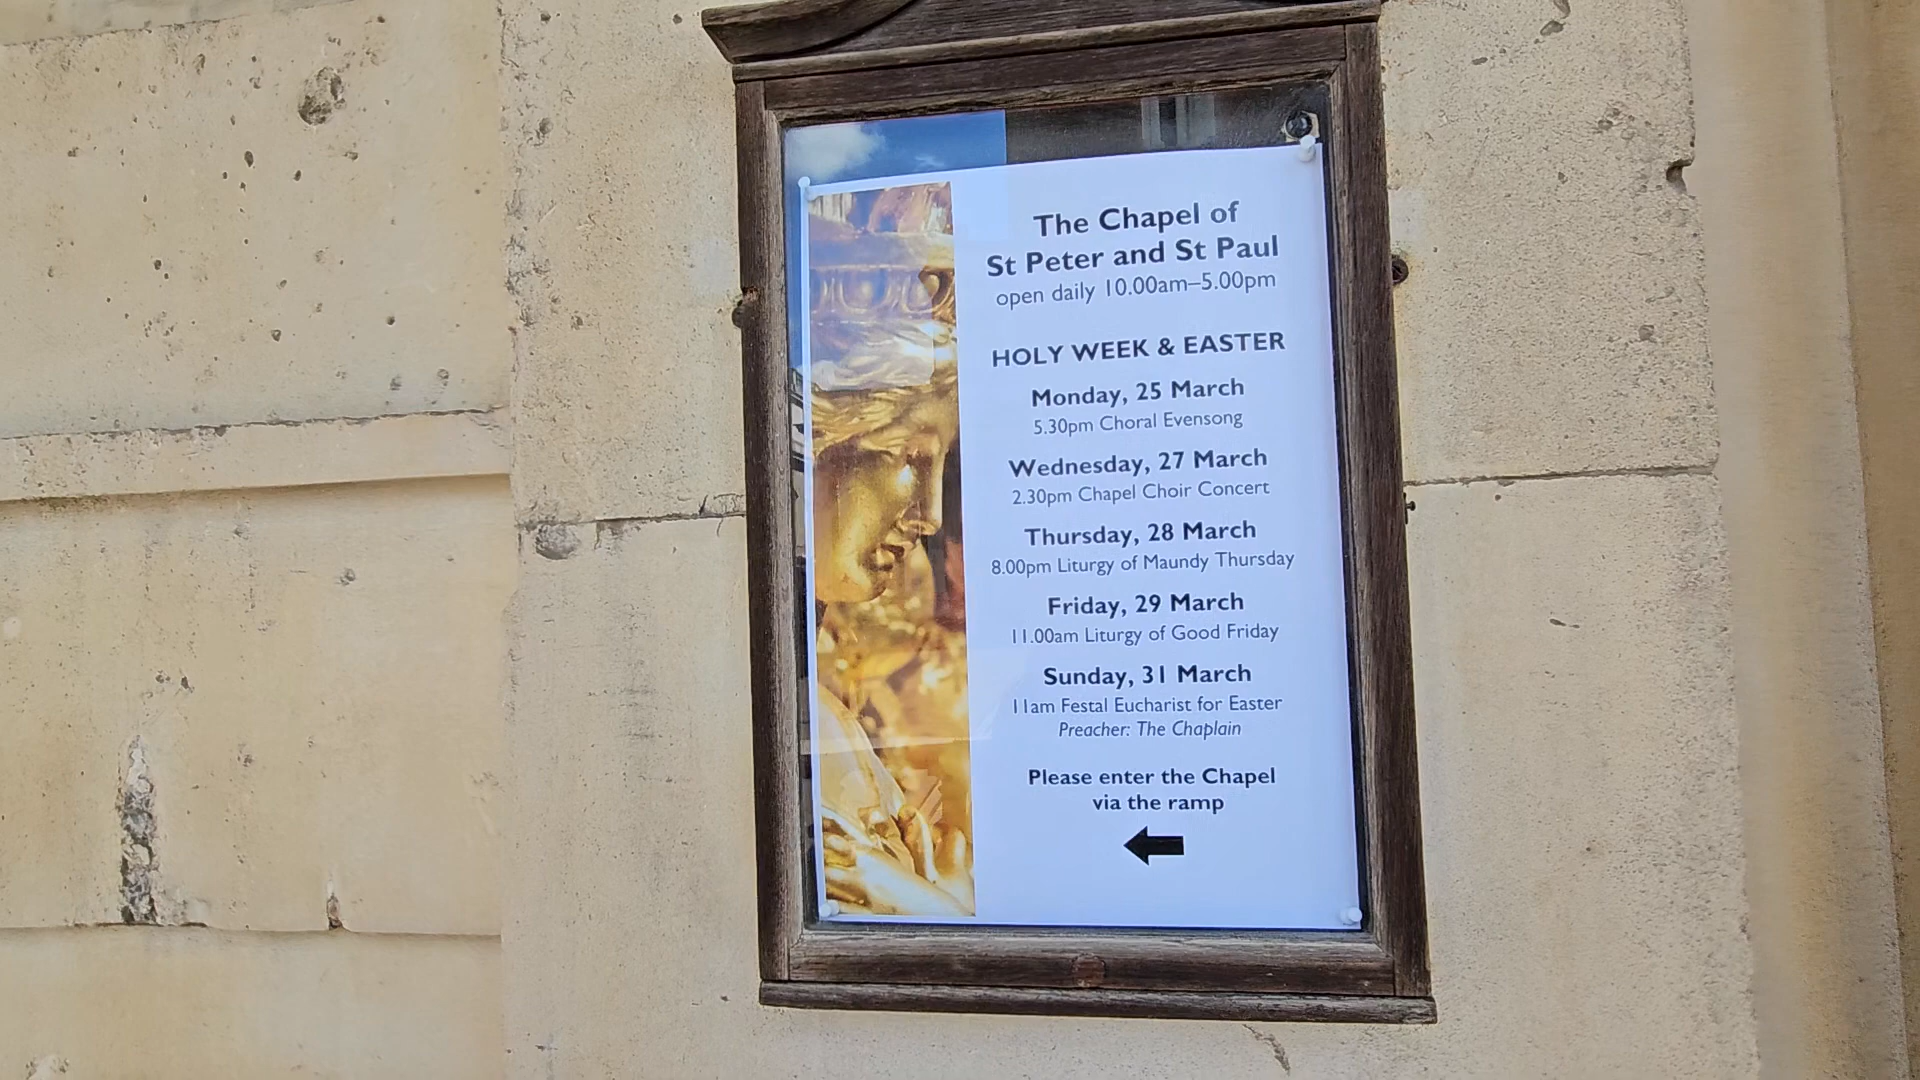 The Chapel of
St Peter and St Paul
open daily 10.00am–5.00pm
HOLY WEEK & EASTER
Monday, 25 March
5.30pm Choral Evensong
Wednesday, 27 March
2.30pm Chapel Choir Concert
Thursday, 28 March
8.00pm Liturgy of Maundy Thursday
Friday, 29 March
11.00am Liturgy of Good Friday
Sunday, 31 March
11am Festal Eucharist for Easter
Preacher: The Chaplain
Please enter the Chapel
via the ramp